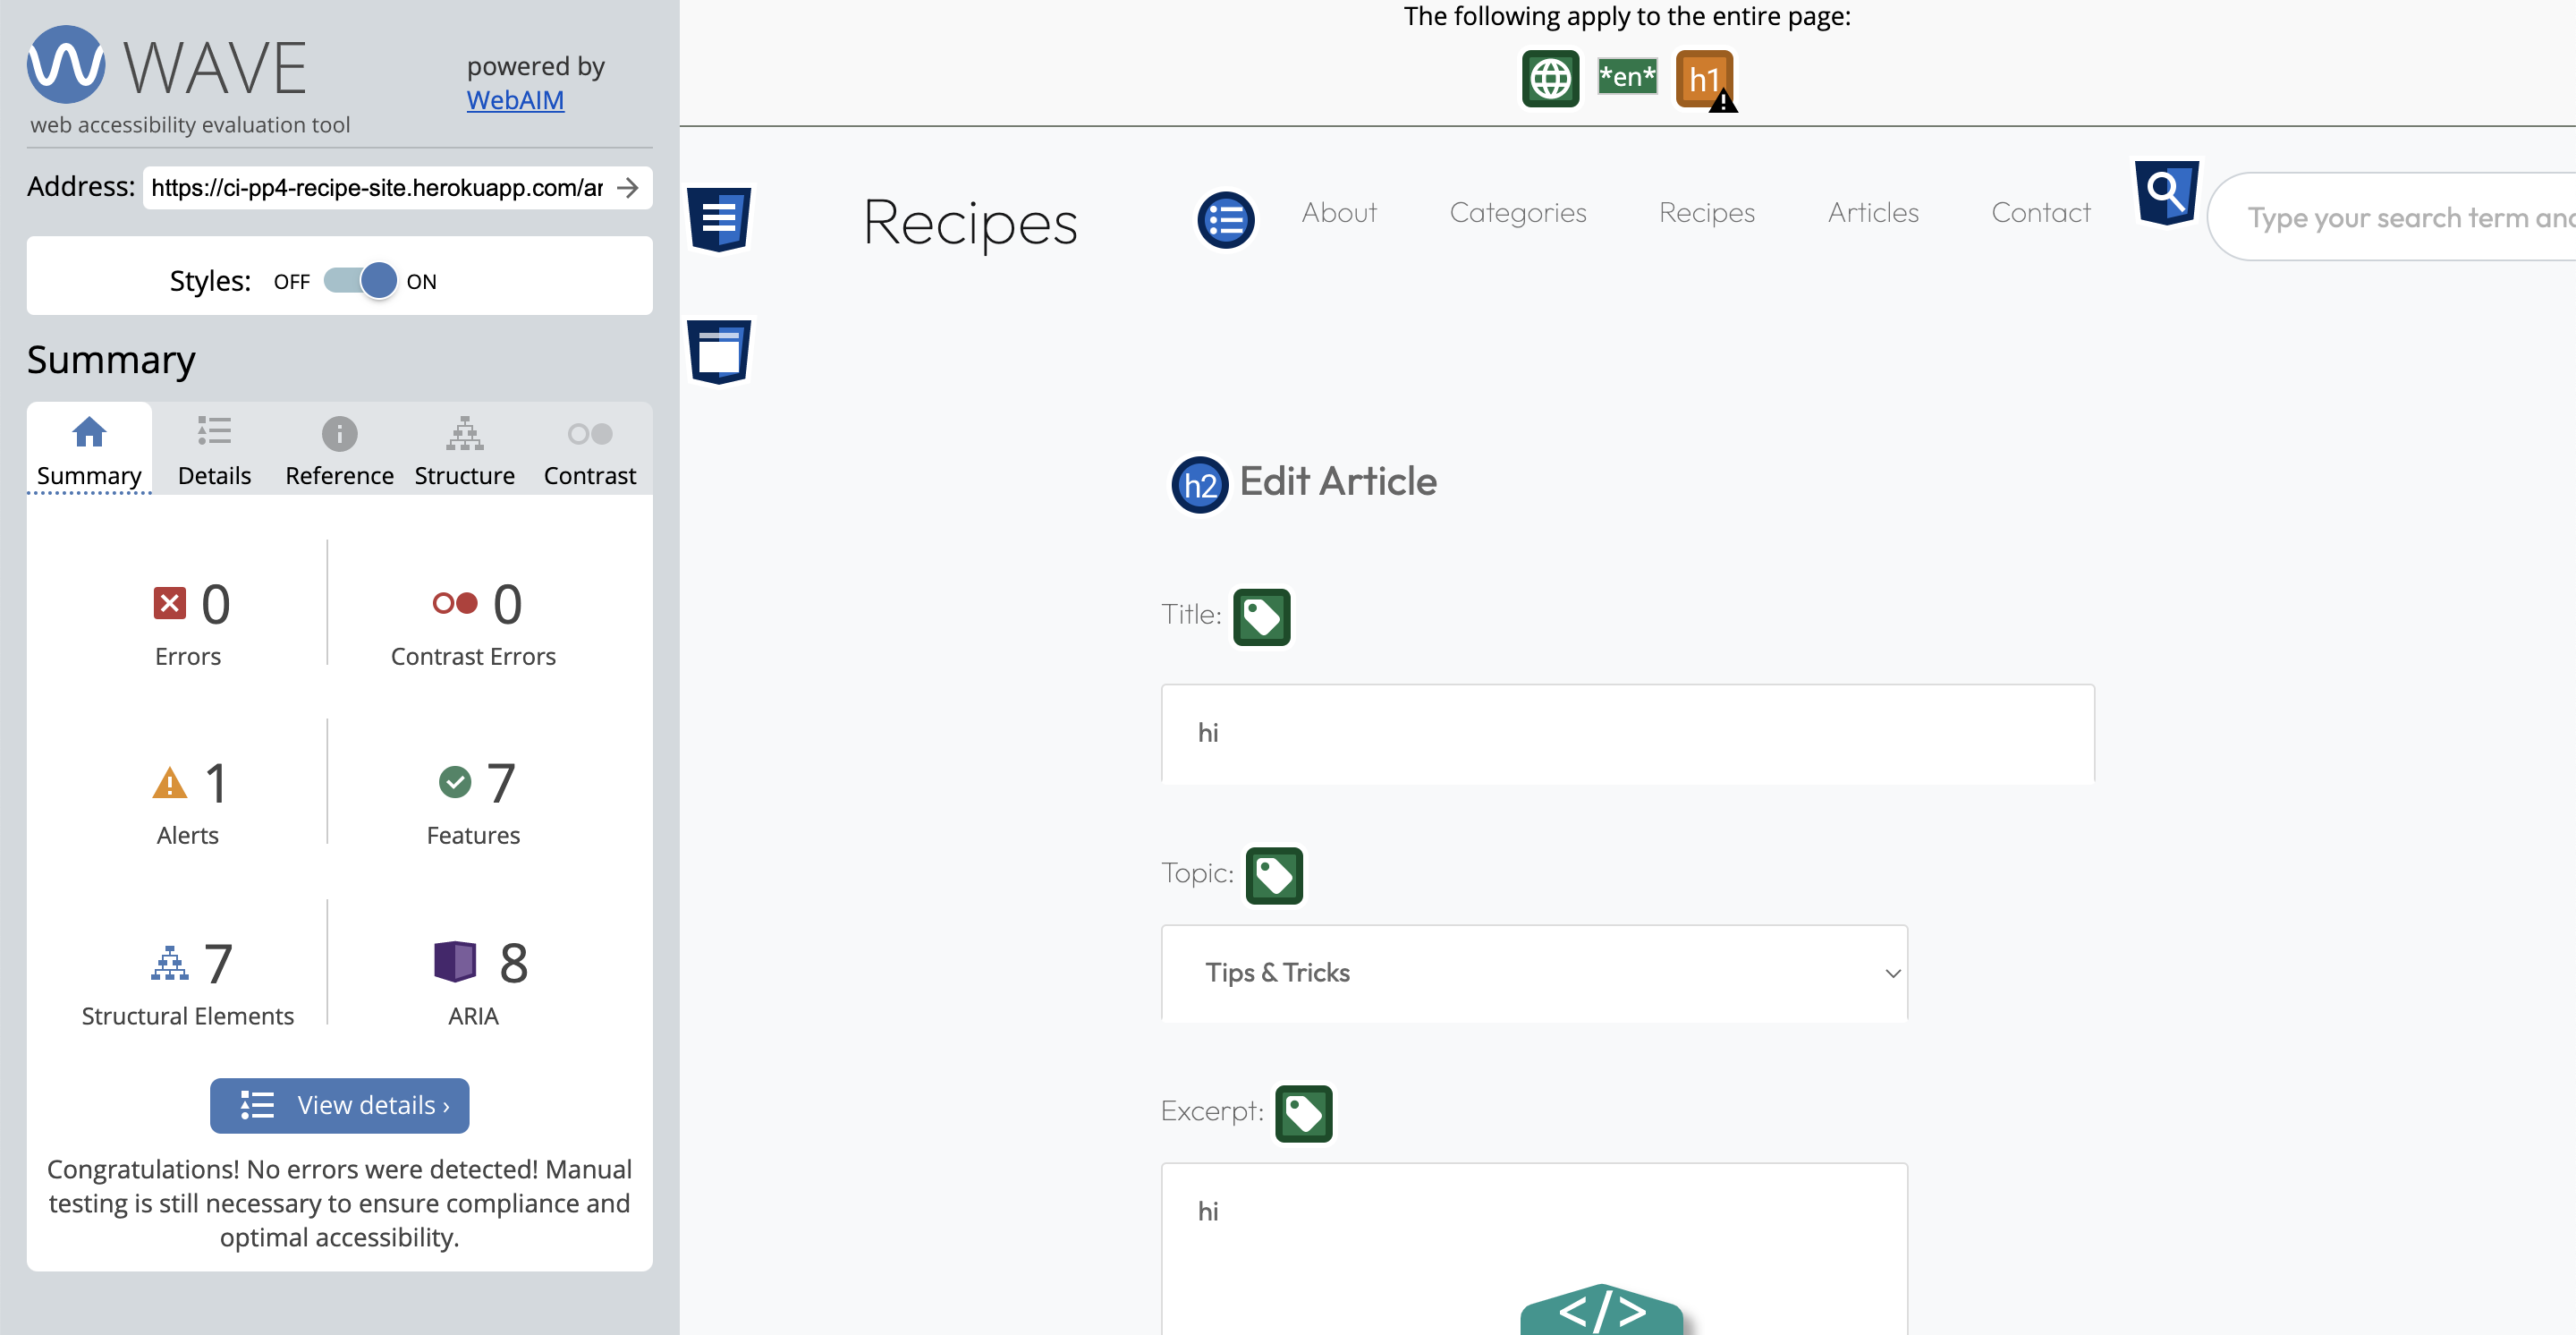 WAVE
powered by
WebAIM
web accessibility evaluation tool
Address: https://ci-pp4-recipe-site.herokuapp.com/ar
Styles: OFF ON
Summary
Summary Details Reference Structure Contrast
0 0
Errors Contrast Errors
1 7
Alerts Features
7 8
Structural Elements ARIA
View details ›
Congratulations! No errors were detected! Manual
testing is still necessary to ensure compliance and
optimal accessibility.
The following apply to the entire page:
*en* h1
Recipes About Categories Recipes Articles Contact Type your search term and
h2 Edit Article
Title:
hi
Topic:
Tips & Tricks
Excerpt:
hi
</>